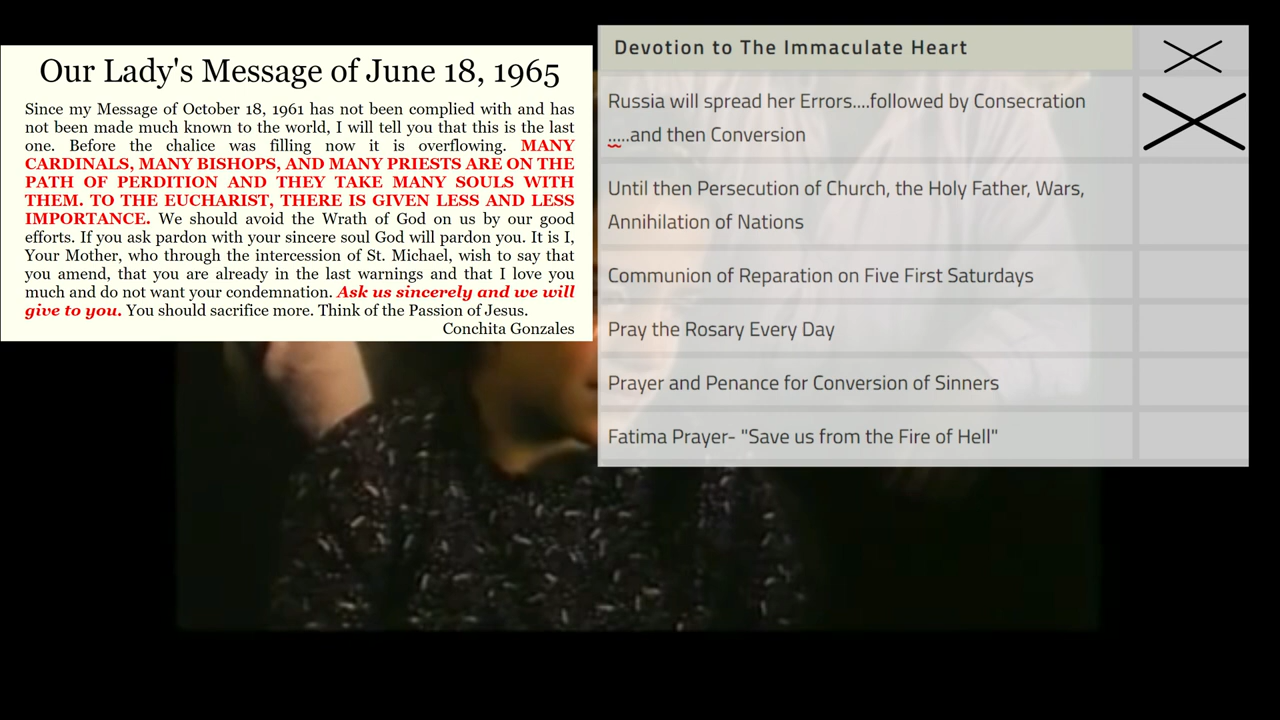 Our Lady's Message of June 18, 1965
Since my Message of October 18, 1961 has not been complied with and has
not been made much known to the world, I will tell you that this is the last
one. Before the chalice was filling now it is overflowing. MANY
CARDINALS, MANY BISHOPS, AND MANY PRIESTS ARE ON THE
PATH OF PERDITION AND THEY TAKE MANY SOULS WITH
THEM. TO THE EUCHARIST, THERE IS GIVEN LESS AND LESS
IMPORTANCE. We should avoid the Wrath of God on us by our good
efforts. If you ask pardon with your sincere soul God will pardon you. It is I,
Your Mother, who through the intercession of St. Michael, wish to say that
you amend, that you are already in the last warnings and that I love you
much and do not want your condemnation. Ask us sincerely and we will
give to you. You should sacrifice more. Think of the Passion of Jesus.
Conchita Gonzales
Devotion to The Immaculate Heart
Russia will spread her Errors....followed by Consecration
.....and then Conversion
Until then Persecution of Church, the Holy Father, Wars,
Annihilation of Nations
Communion of Reparation on Five First Saturdays
Pray the Rosary Every Day
Prayer and Penance for Conversion of Sinners
Fatima Prayer- "Save us from the Fire of Hell"